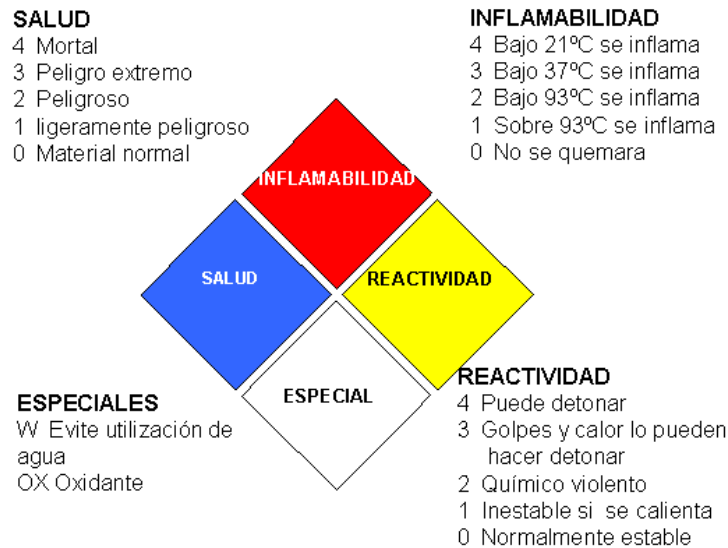 SALUD
4 Mortal
3 Peligro extremo
2 Peligroso
1 ligeramente peligroso
0 Material normal
INFLAMABILIDAD
4 Bajo 21ºC se inflama
3 Bajo 37ºC se inflama
2 Bajo 93ºC se inflama
1 Sobre 93ºC se inflama
0 No se quemara
INFLAMABILIDAD
SALUD
REACTIVIDAD
ESPECIAL
ESPECIALES
W Evite utilización de
agua
OX Oxidante
REACTIVIDAD
4 Puede detonar
3 Golpes y calor lo pueden
hacer detonar
2 Químico violento
1 Inestable si se calienta
0 Normalmente estable